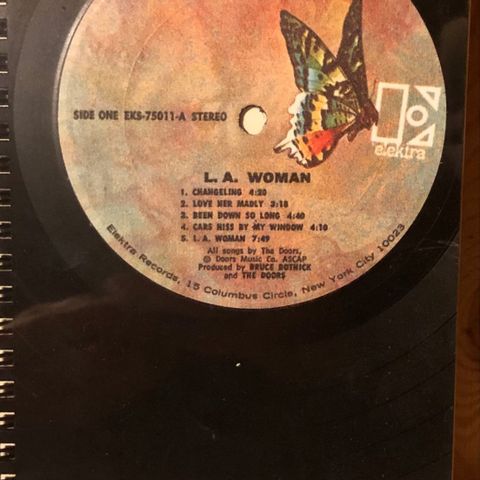 SIDE ONE EKS-75011-A STEREO
elektra
L. A. WOMAN
1. CHANGELING 4:20
2. LOVE HER MADLY 3:18
3. BEEN DOWN SO LONG 4:40
4. CARS HISS BY MY WINDOW 4:10
5. L. A. WOMAN 7:49
All songs by The Doors,
© Doors Music Co. ASCAP
Produced by BRUCE BOTNICK
and THE DOORS
Elektra Records, 15 Columbus Circle, New York City 10023